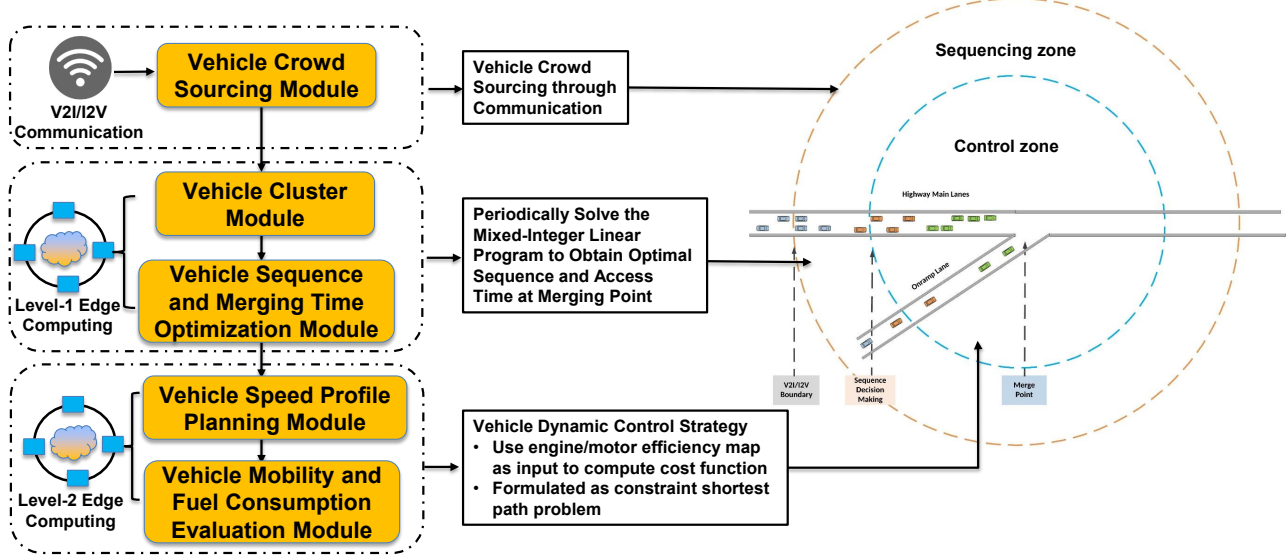 V2I/I2V
Communication
Vehicle Crowd
Sourcing Module
Vehicle Crowd
Sourcing through
Communication
Level-1 Edge
Computing
Vehicle Cluster
Module
Vehicle Sequence
and Merging Time
Optimization Module
Periodically Solve the
Mixed-Integer Linear
Program to Obtain Optimal
Sequence and Access
Time at Merging Point
Level-2 Edge
Computing
Vehicle Speed Profile
Planning Module
Vehicle Mobility and
Fuel Consumption
Evaluation Module
Vehicle Dynamic Control Strategy
• Use engine/motor efficiency map
as input to compute cost function
• Formulated as constraint shortest
path problem
Sequencing zone
Control zone
Highway Main Lanes
Onramp Lane
V2I/I2V
Boundary
Sequence
Decision
Making
Merge
Point